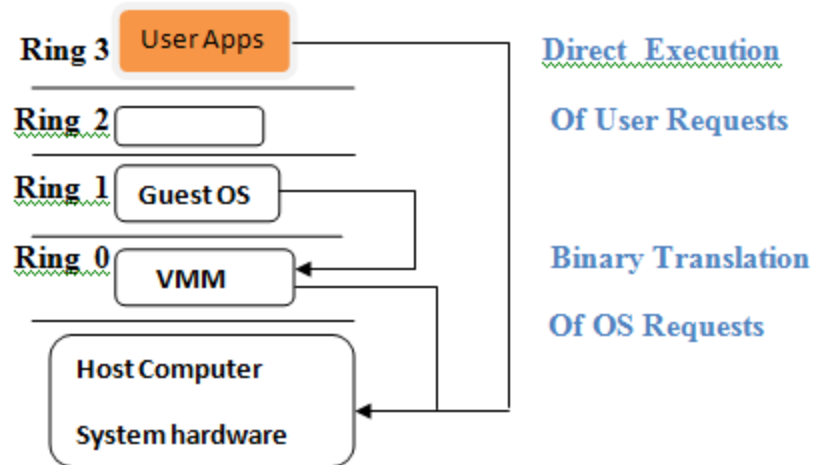 Ring 3 User Apps
Direct Execution
Ring 2
Of User Requests
Ring 1 Guest OS
Ring 0 VMM
Binary Translation
Of OS Requests
Host Computer
System hardware